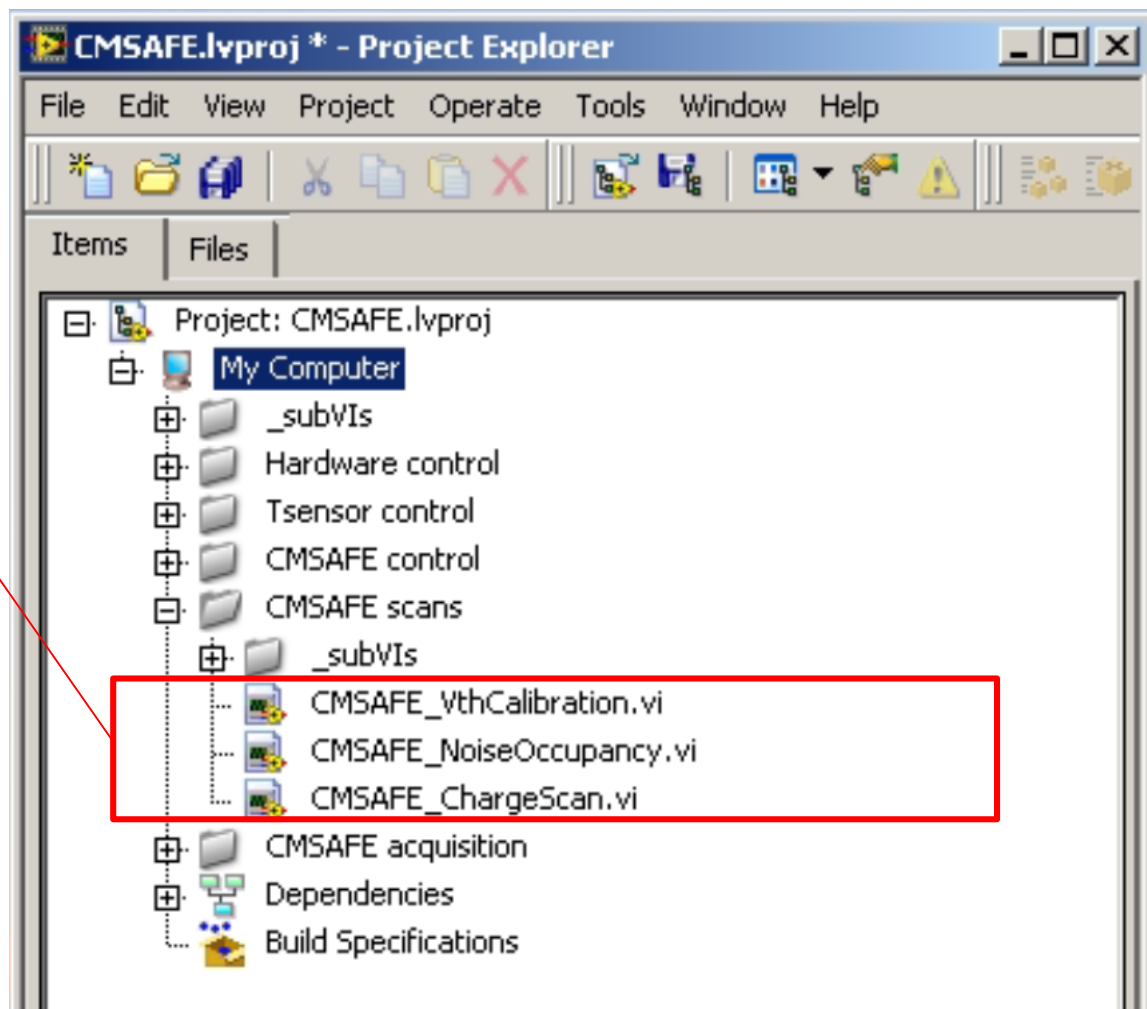 CMSAFE.lvproj * - Project Explorer
File Edit View Project Operate Tools Window Help
Items Files
Project: CMSAFE.lvproj
My Computer
_subVIs
Hardware control
Tsensor control
CMSAFE control
CMSAFE scans
_subVIs
CMSAFE_VthCalibration.vi
CMSAFE_NoiseOccupancy.vi
CMSAFE_ChargeScan.vi
CMSAFE acquisition
Dependencies
Build Specifications